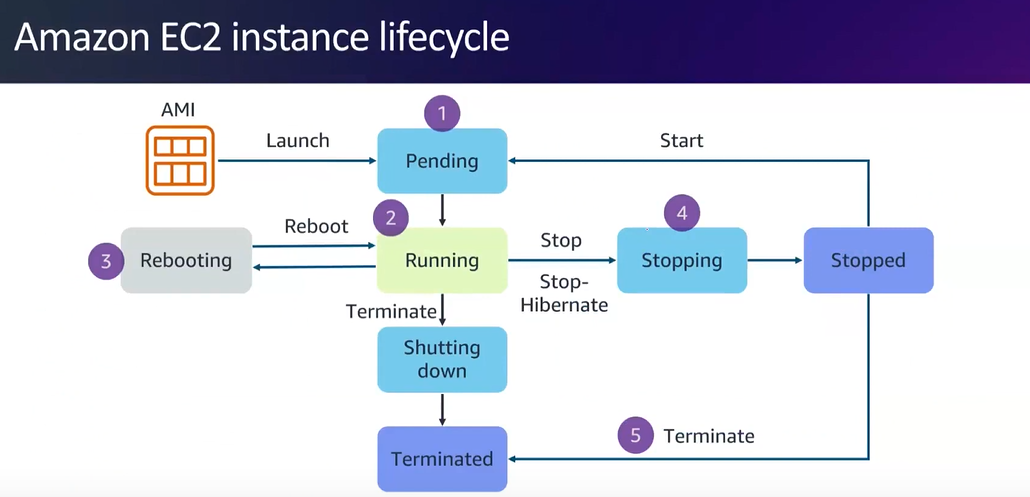 Amazon EC2 instance lifecycle
AMI
Launch
1
Pending
Start
Reboot
2
4
3
Rebooting
Running
Stop
Stop-
Hibernate
Stopping
Stopped
Terminate
Shutting
down
5
Terminate
Terminated